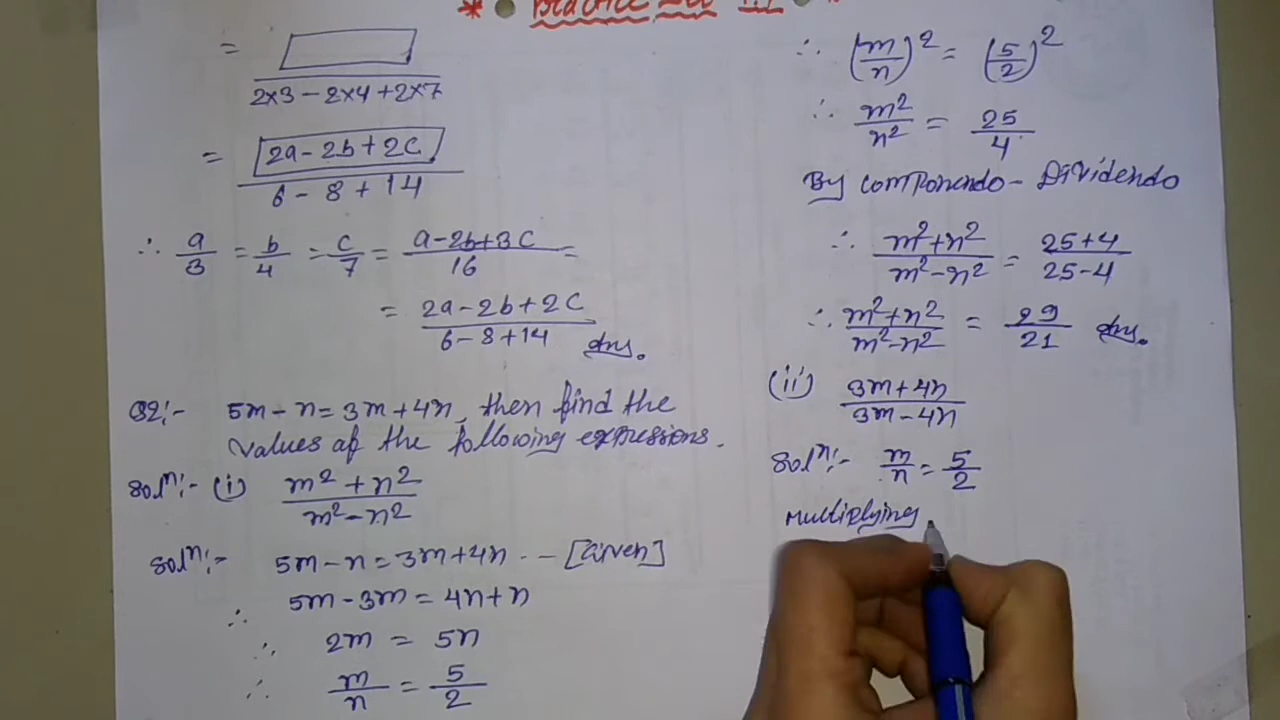 * Practice Set 1.1 *
=
2×3 - 2×4 + 2×7
= 2a - 2b + 2c
6 - 8 + 14
∴ a/3 = b/4 = c/7 = a-2b+3c/16 =
= 2a - 2b + 2c / 6 - 8 + 14 Ans.
Q2:- 5m - n = 3m + 4n, then find the
values of the following expressions.
Solⁿ:- (i) m² + n² / m² - n²
Solⁿ:- 5m - n = 3m + 4n -- [Given]
∴ 5m - 3m = 4n + n
∴ 2m = 5n
∴ m/n = 5/2
∴ (m/n)² = (5/2)²
∴ m²/n² = 25/4
By componendo - Dividendo
∴ m² + n² / m² - n² = 25 + 4 / 25 - 4
∴ m² + n² / m² - n² = 29/21 Ans.
(ii) 3m + 4n / 3m - 4n
Solⁿ:- m/n = 5/2
Multiplying